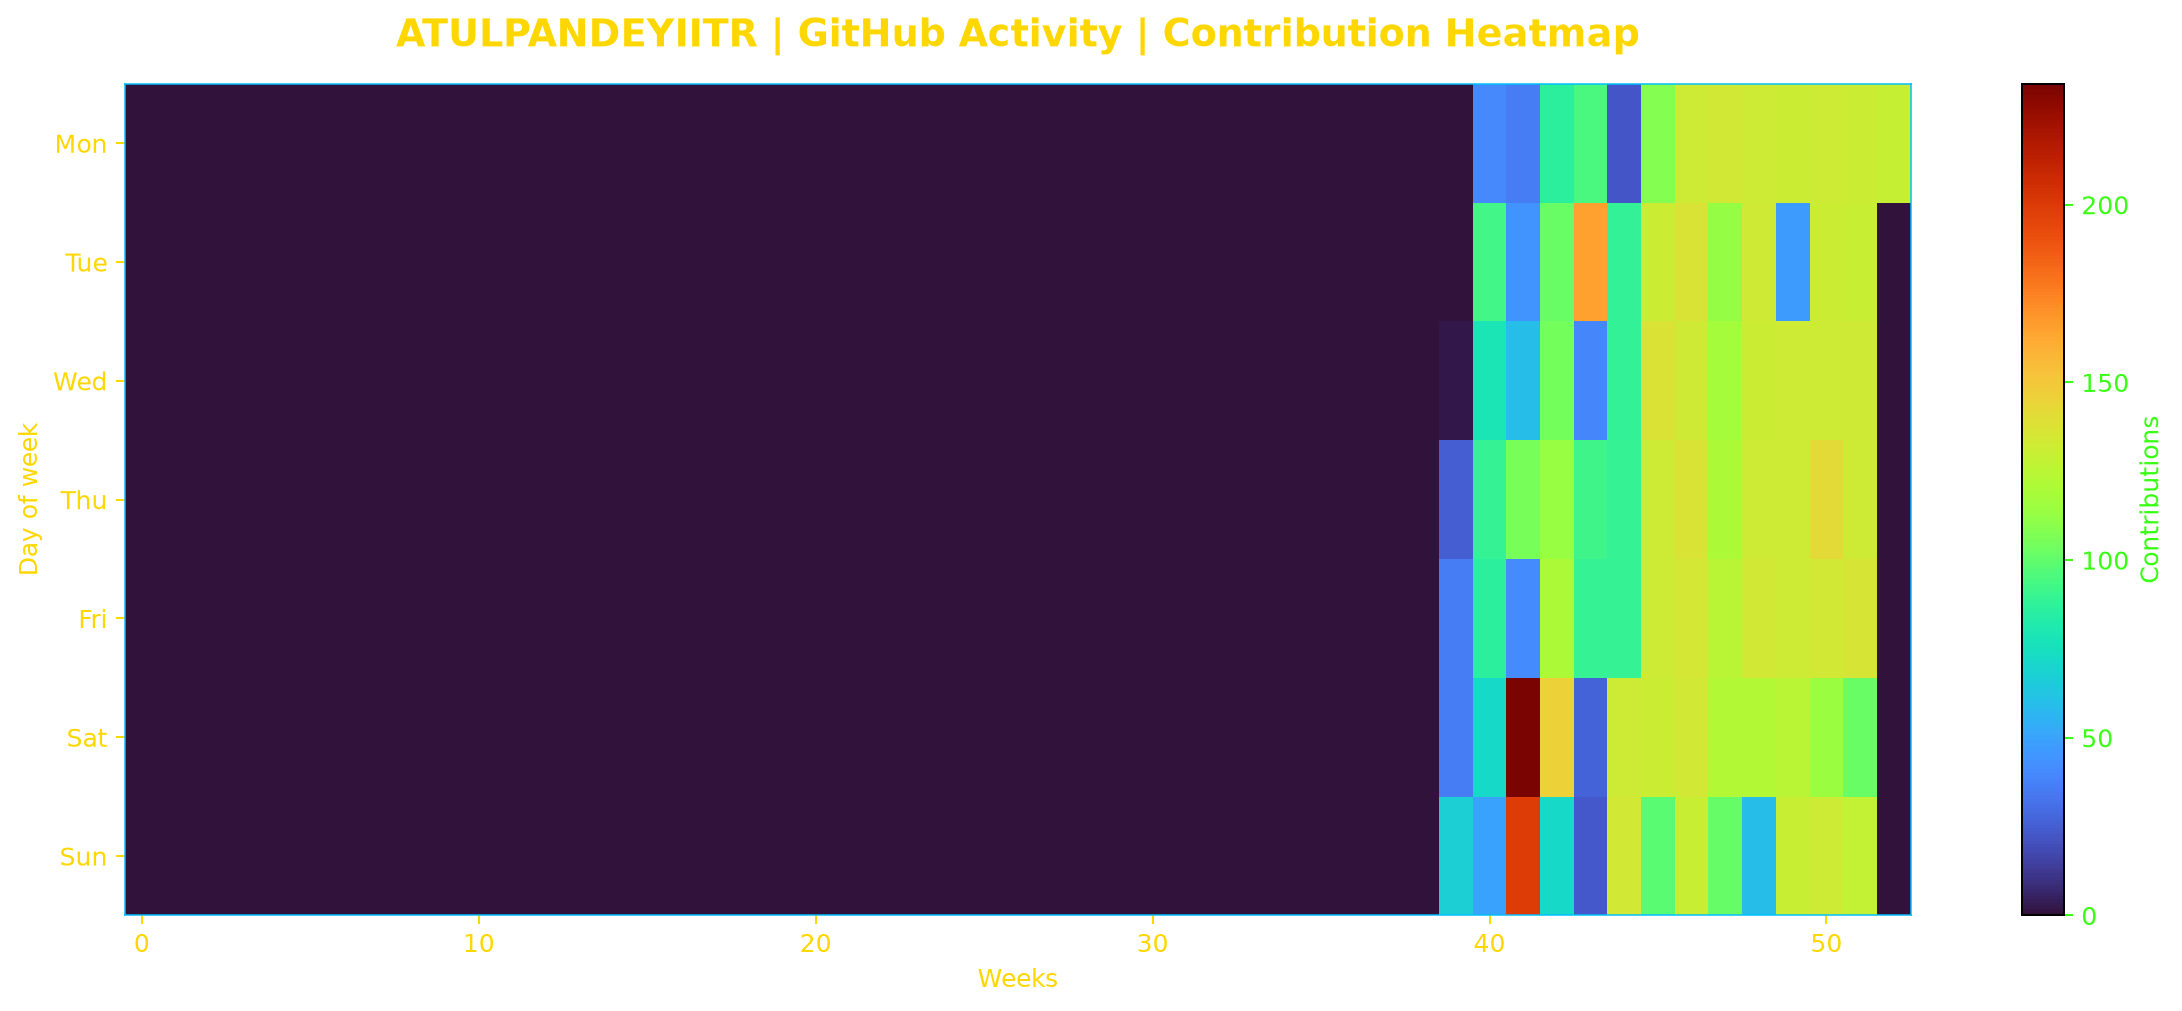 ATULPANDEYIITR | GitHub Activity | Contribution Heatmap
Mon
Tue
Wed
Thu
Fri
Sat
Sun
Day of week
0 10 20 30 40 50
Weeks
200
150
100
50
0
Contributions